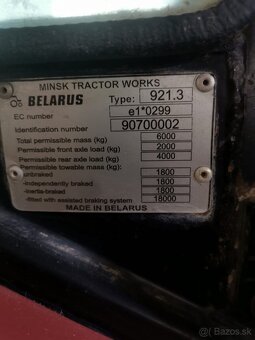 MINSK TRACTOR WORKS
BELARUS Type: 921.3
EC number e1*0299
Identification number 90700002
Total permissible mass (kg) 6000
Permissible front axle load (kg) 2000
Permissible rear axle load (kg) 4000
Permissible towable mass (kg):
-unbraked 1800
-independently braked 1800
-inertia-braked 1800
-fitted with assisted braking system 18000
MADE IN BELARUS
Bazos.sk